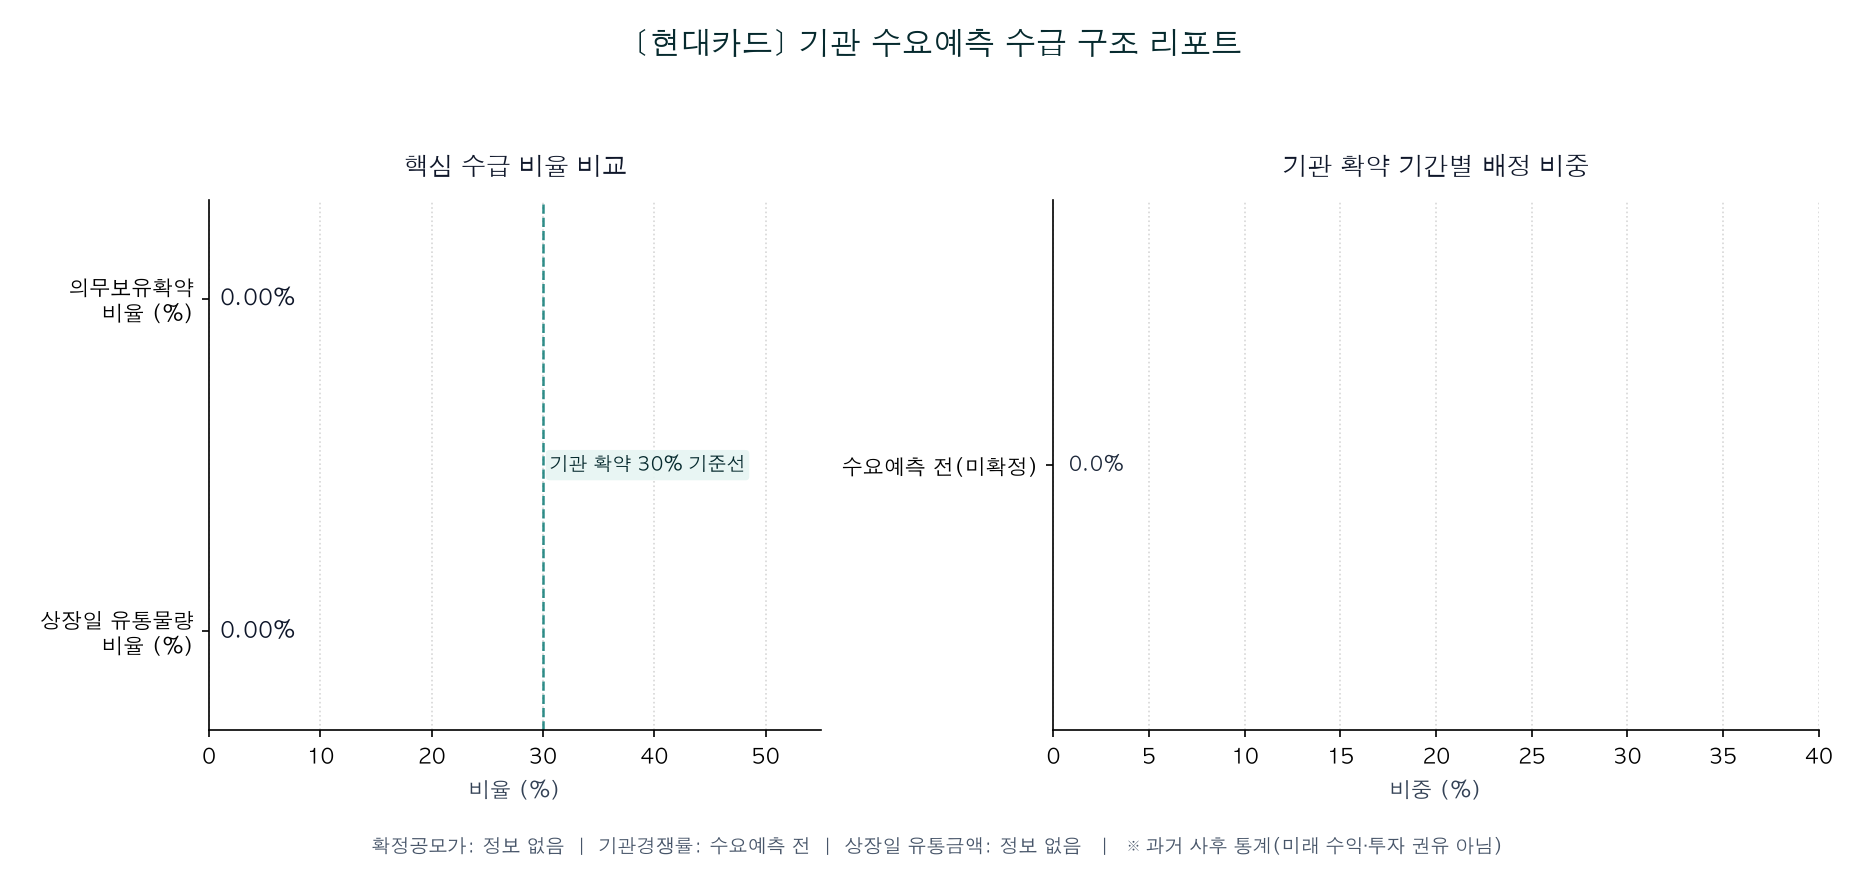 〔현대카드〕 기관 수요예측 수급 구조 리포트
핵심 수급 비율 비교
의무보유확약
비율 (%)
0.00%
기관 확약 30% 기준선
상장일 유통물량
비율 (%)
0.00%
0 10 20 30 40 50
비율 (%)
기관 확약 기간별 배정 비중
수요예측 전(미확정)
0.0%
0 5 10 15 20 25 30 35 40
비중 (%)
확정공모가: 정보 없음 | 기관경쟁률: 수요예측 전 | 상장일 유통금액: 정보 없음 | ※ 과거 사후 통계(미래 수익·투자 권유 아님)